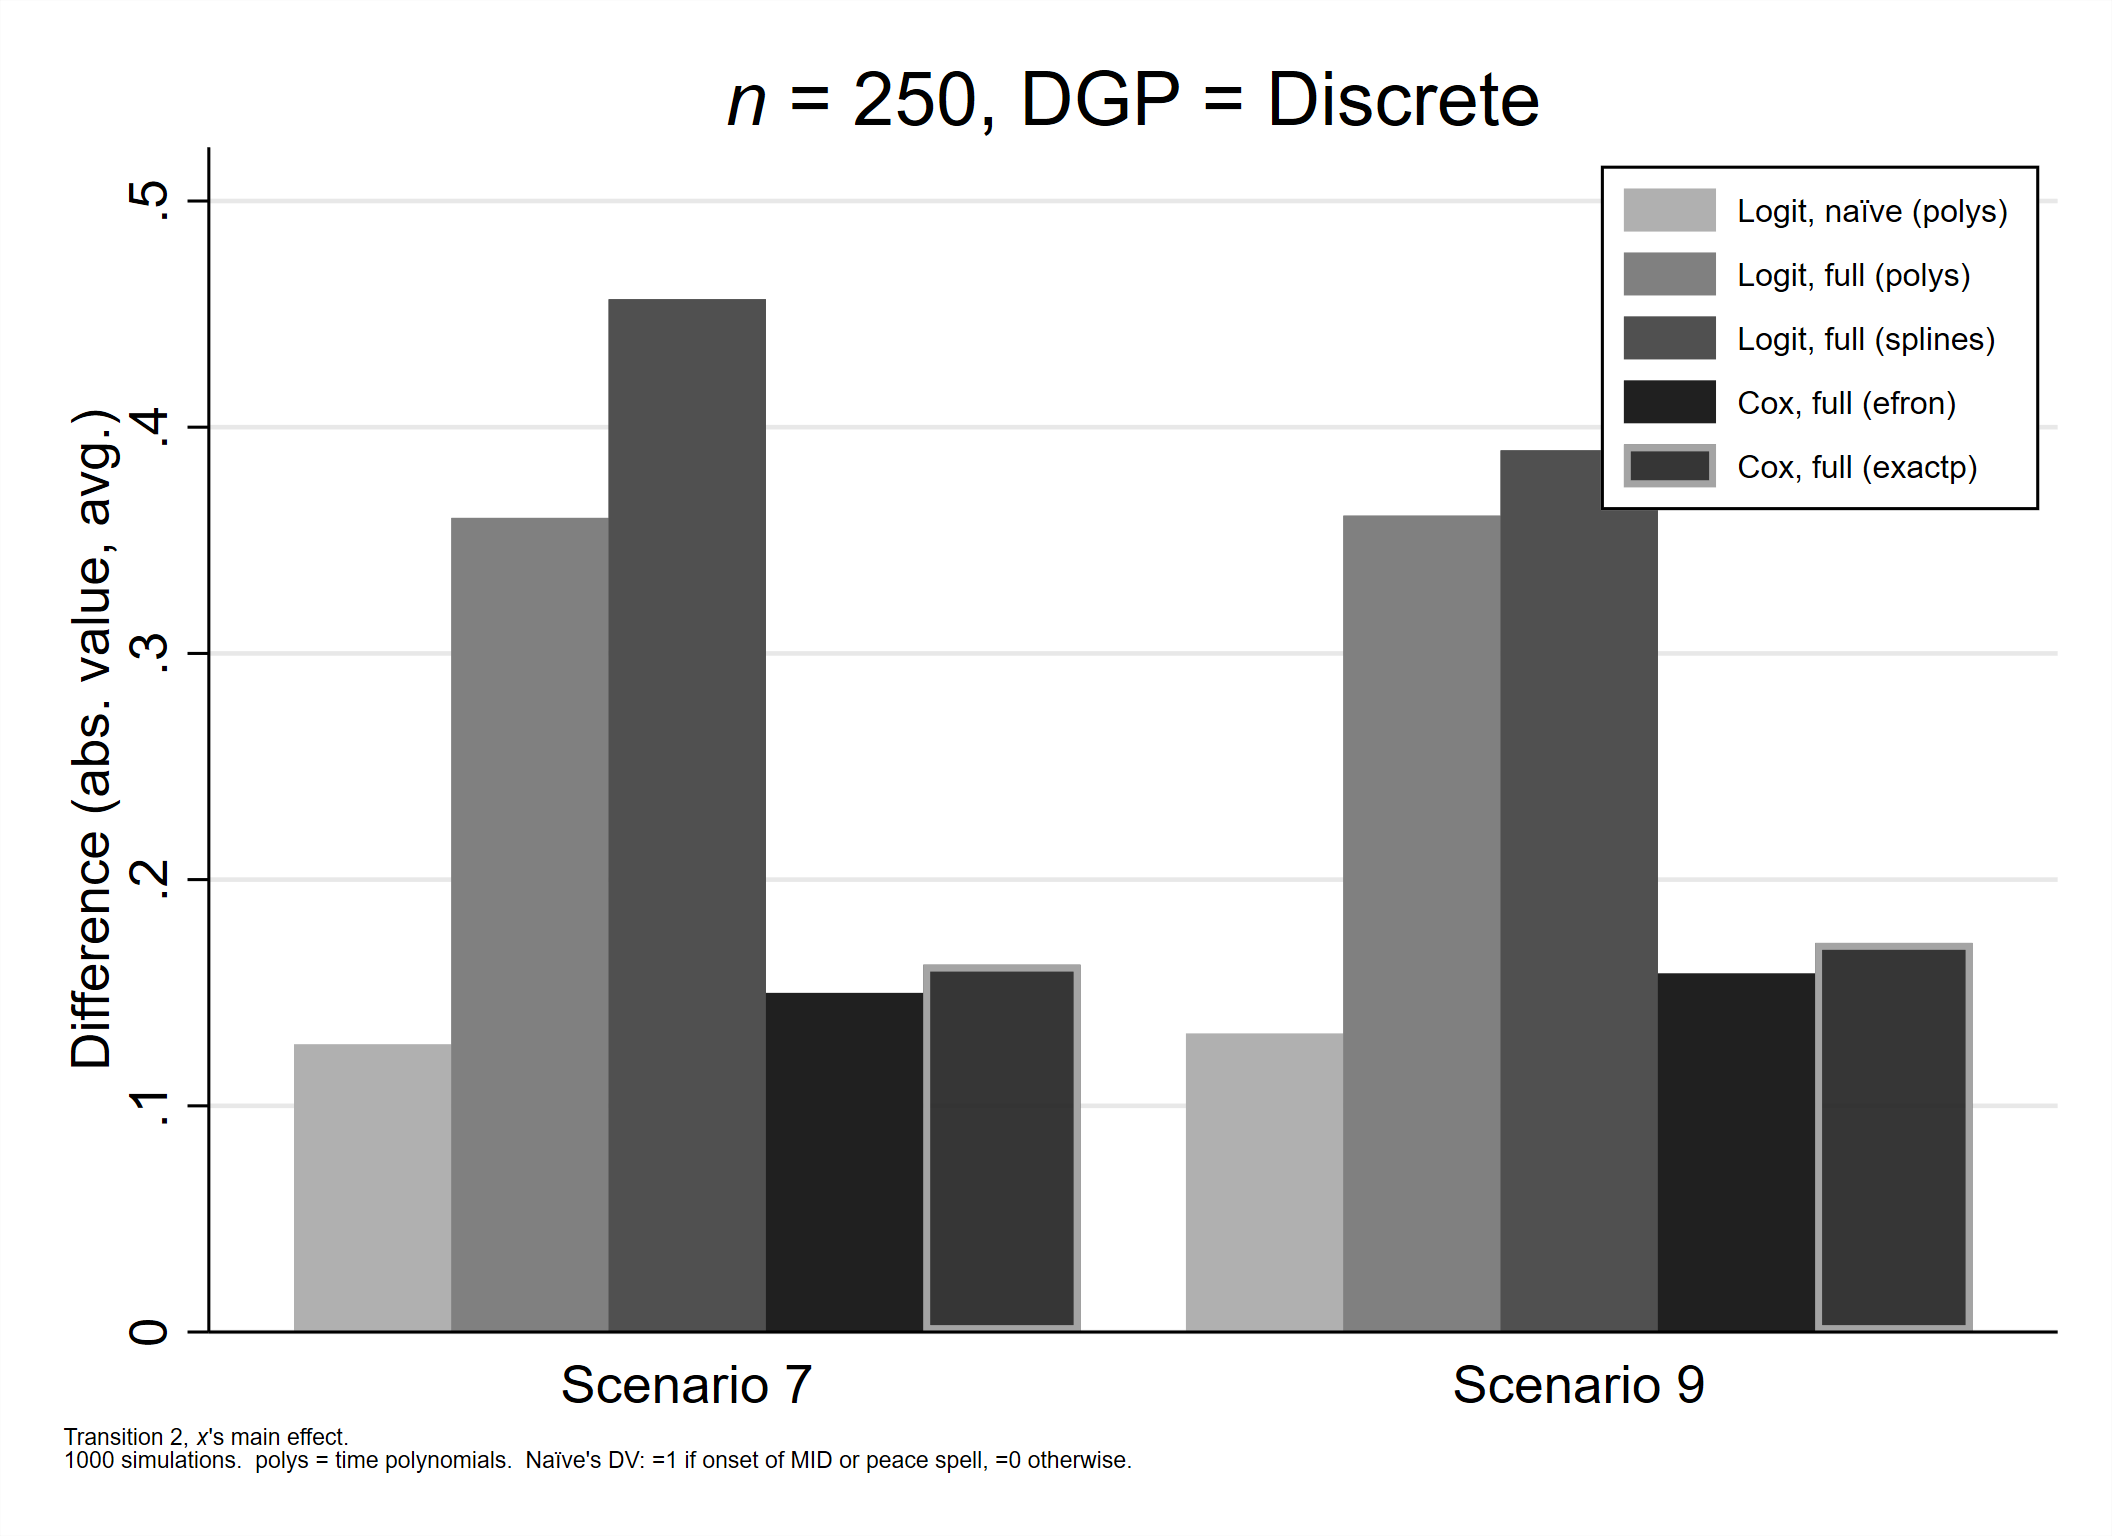 n = 250, DGP = Discrete
Difference (abs. value, avg.)
.5
.4
.3
.2
.1
0
Logit, naïve (polys)
Logit, full (polys)
Logit, full (splines)
Cox, full (efron)
Cox, full (exactp)
Scenario 7
Scenario 9
Transition 2, x's main effect.
1000 simulations.  polys = time polynomials.  Naïve's DV: =1 if onset of MID or peace spell, =0 otherwise.